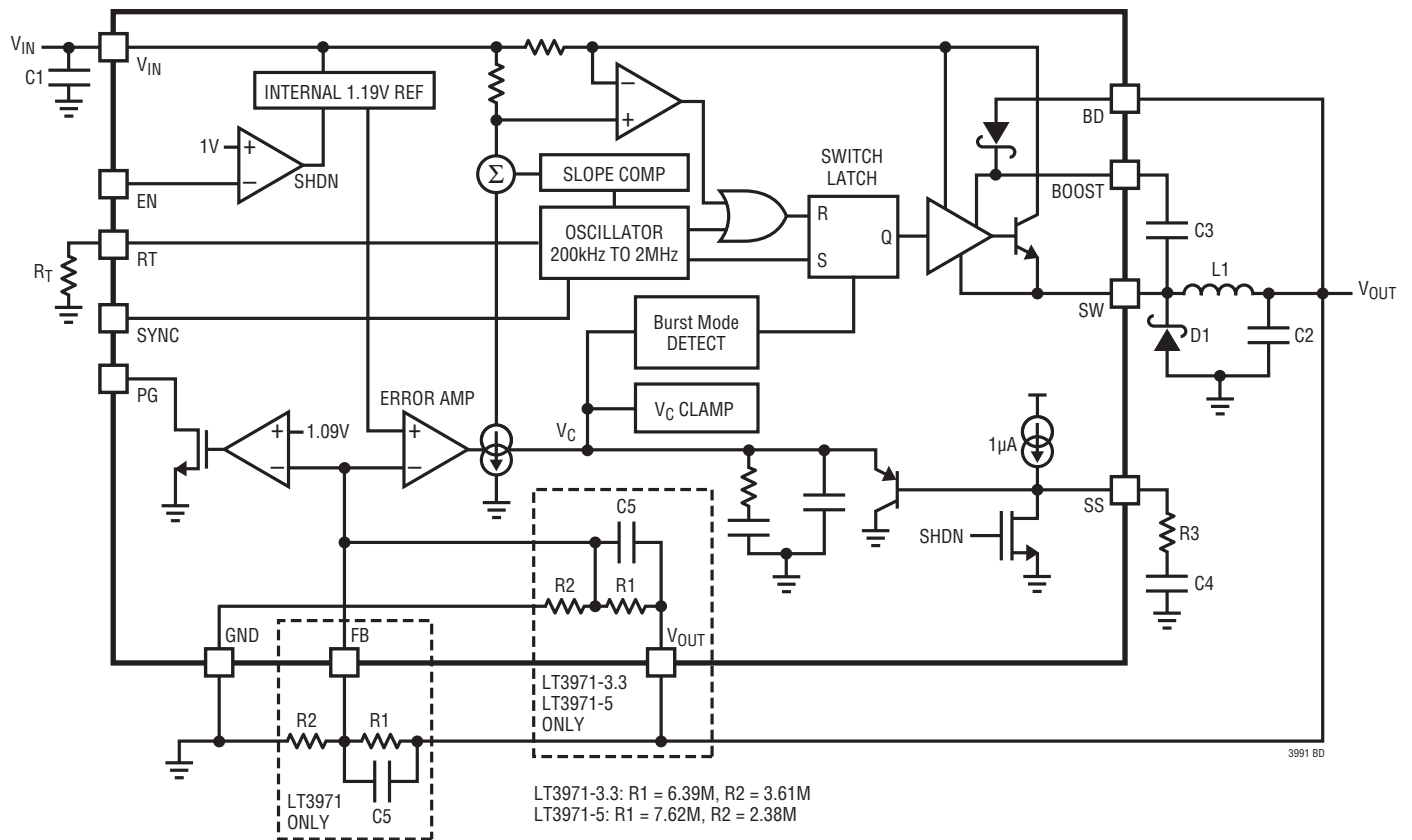 V_IN
V_IN
C1
INTERNAL 1.19V REF
1V
+
−
SHDN
EN
RT
R_T
SYNC
PG
−
+
Σ
SLOPE COMP
OSCILLATOR
200kHz TO 2MHz
SWITCH
LATCH
R
S
Q
BD
BOOST
C3
SW
L1
D1
C2
V_OUT
Burst Mode
DETECT
V_C CLAMP
V_C
ERROR AMP
+
−
+
−
1.09V
1µA
SS
SHDN
R3
C4
C5
R2
R1
V_OUT
LT3971-3.3
LT3971-5
ONLY
GND
FB
R2
R1
C5
LT3971
ONLY
3991 BD
LT3971-3.3: R1 = 6.39M, R2 = 3.61M
LT3971-5: R1 = 7.62M, R2 = 2.38M